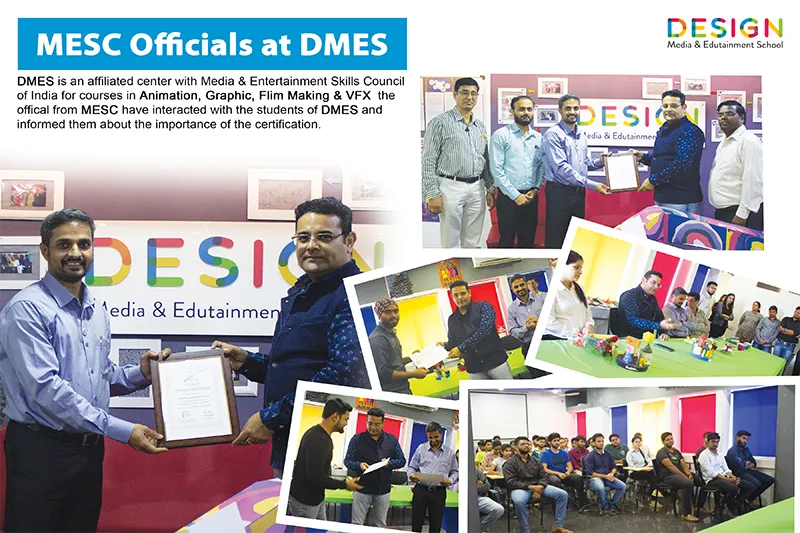 MESC Officials at DMES
DESIGN
Media & Edutainment School
DMES is an affiliated center with Media & Entertainment Skills Council
of India for courses in Animation, Graphic, Flim Making & VFX the
offical from MESC have interacted with the students of DMES and
informed them about the importance of the certification.
DESIGN
Media & Edutainment
DESIGN
Media & Edutainment